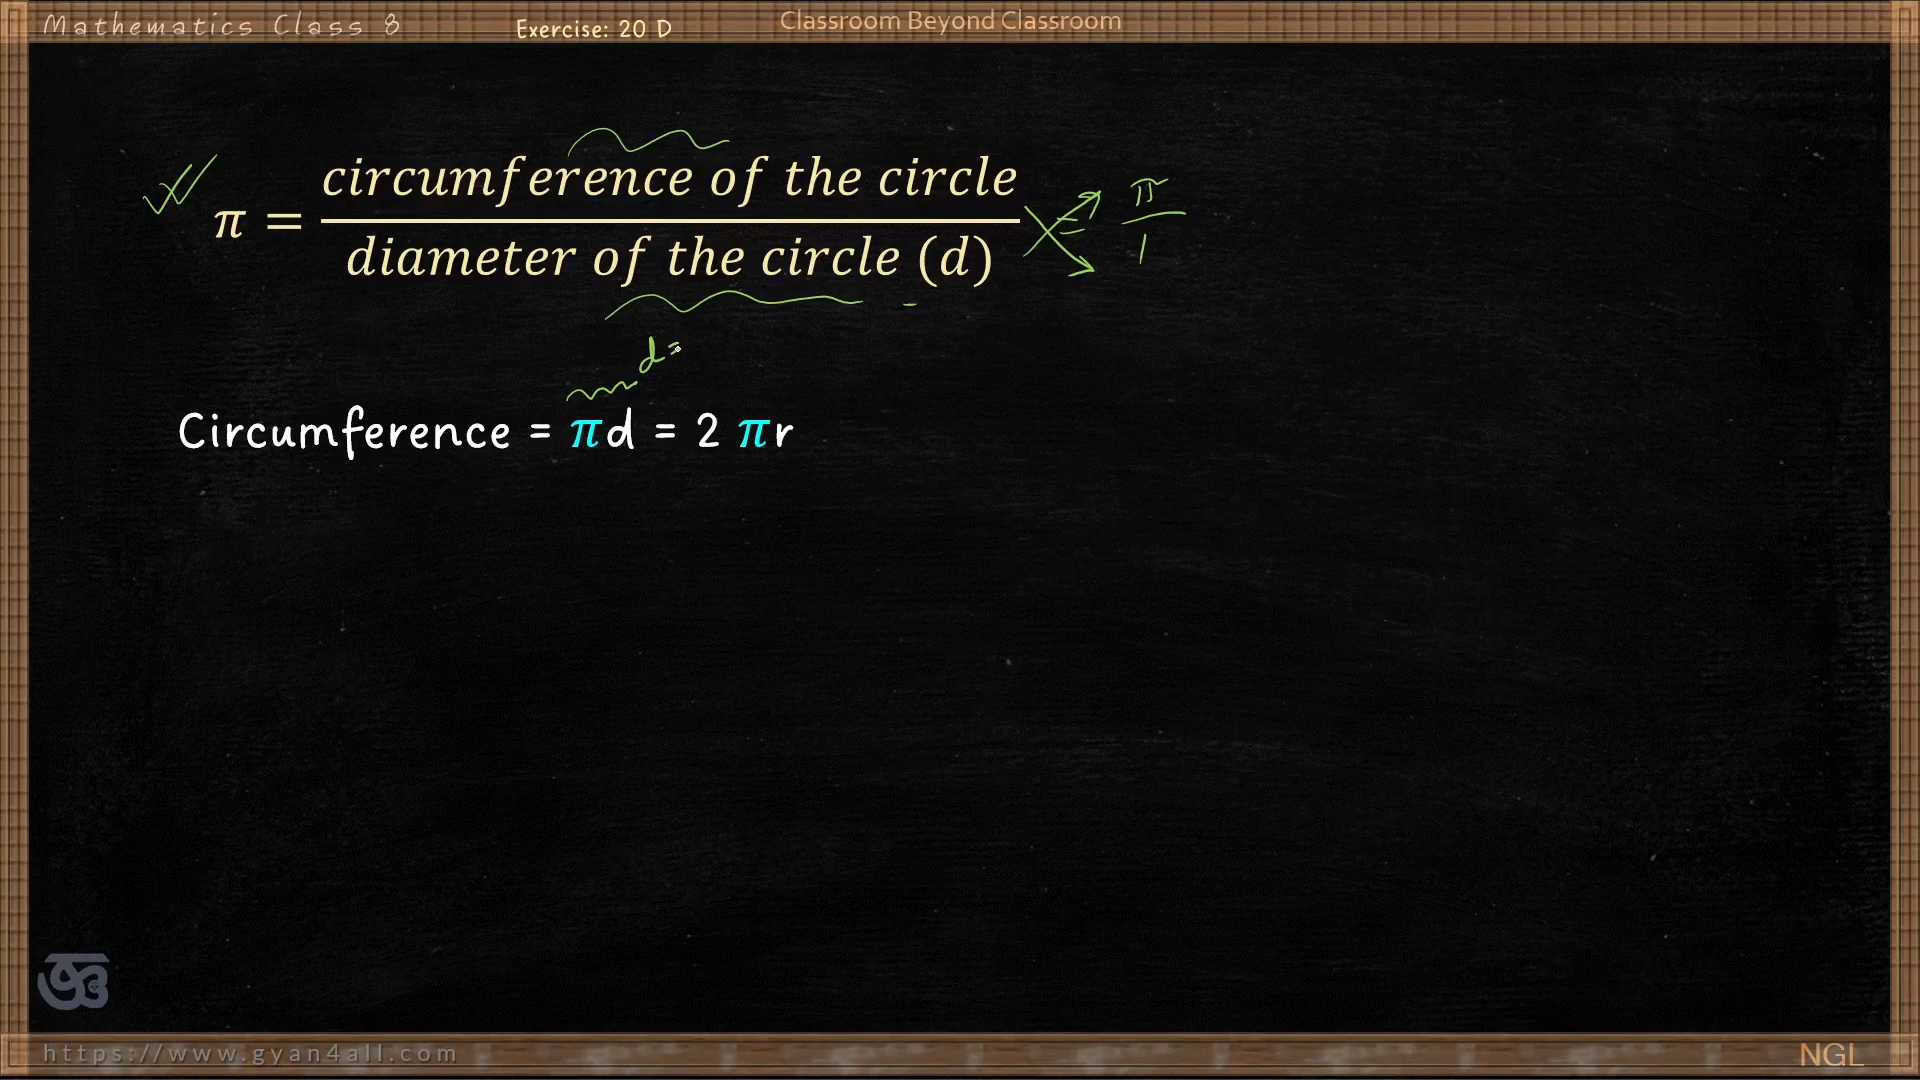 Mathematics Class 8
Exercise: 20 D
Classroom Beyond Classroom
π = circumference of the circle / diameter of the circle (d)
= π / 1
d =
Circumference = πd = 2 πr
https://www.gyan4all.com
NGL